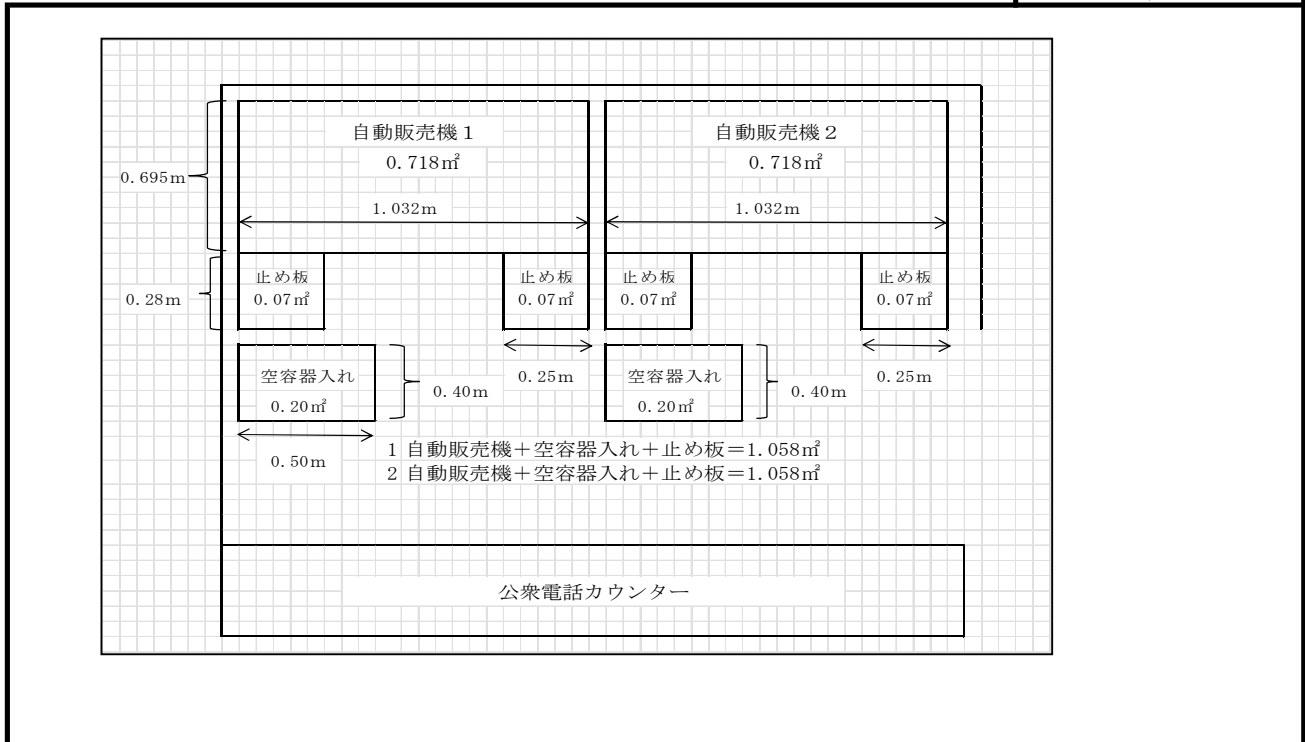 自動販売機１
0.718㎡
自動販売機２
0.718㎡
0.695m
1.032m
1.032m
0.28m
止め板
0.07㎡
止め板
0.07㎡
止め板
0.07㎡
止め板
0.07㎡
空容器入れ
0.20㎡
0.40m
0.25m
空容器入れ
0.20㎡
0.40m
0.25m
0.50m
１自動販売機＋空容器入れ＋止め板＝1.058㎡
２自動販売機＋空容器入れ＋止め板＝1.058㎡
公衆電話カウンター